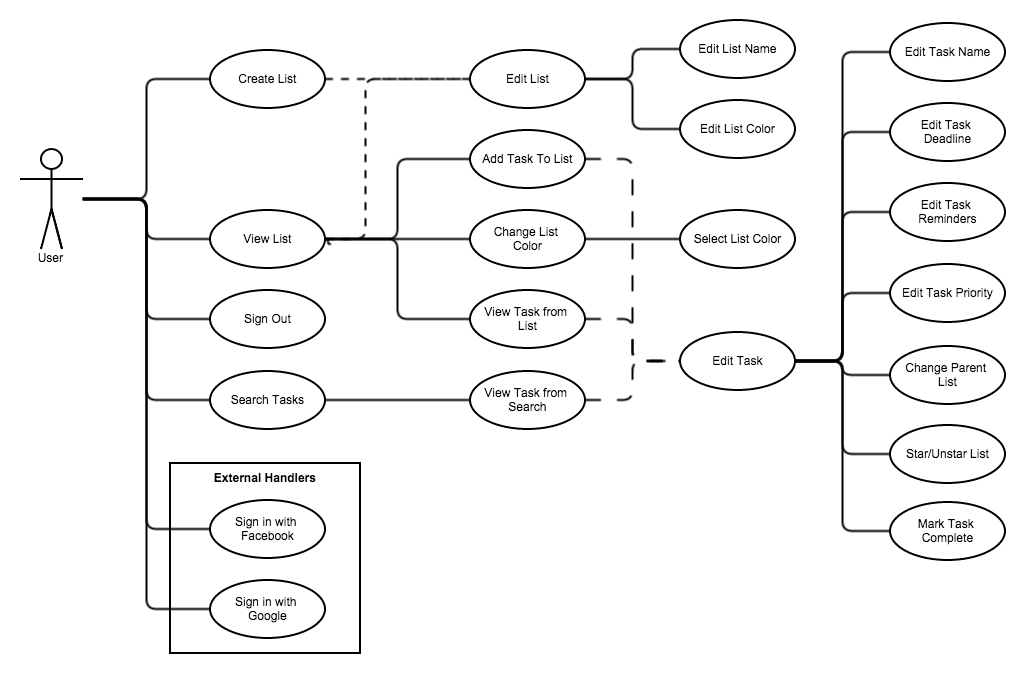 User
Create List
View List
Sign Out
Search Tasks
External Handlers
Sign in with
Facebook
Sign in with
Google
Edit List
Add Task To List
Change List
Color
View Task from
List
View Task from
Search
Edit List Name
Edit List Color
Select List Color
Edit Task
Edit Task Name
Edit Task
Deadline
Edit Task
Reminders
Edit Task Priority
Change Parent
List
Star/Unstar List
Mark Task
Complete